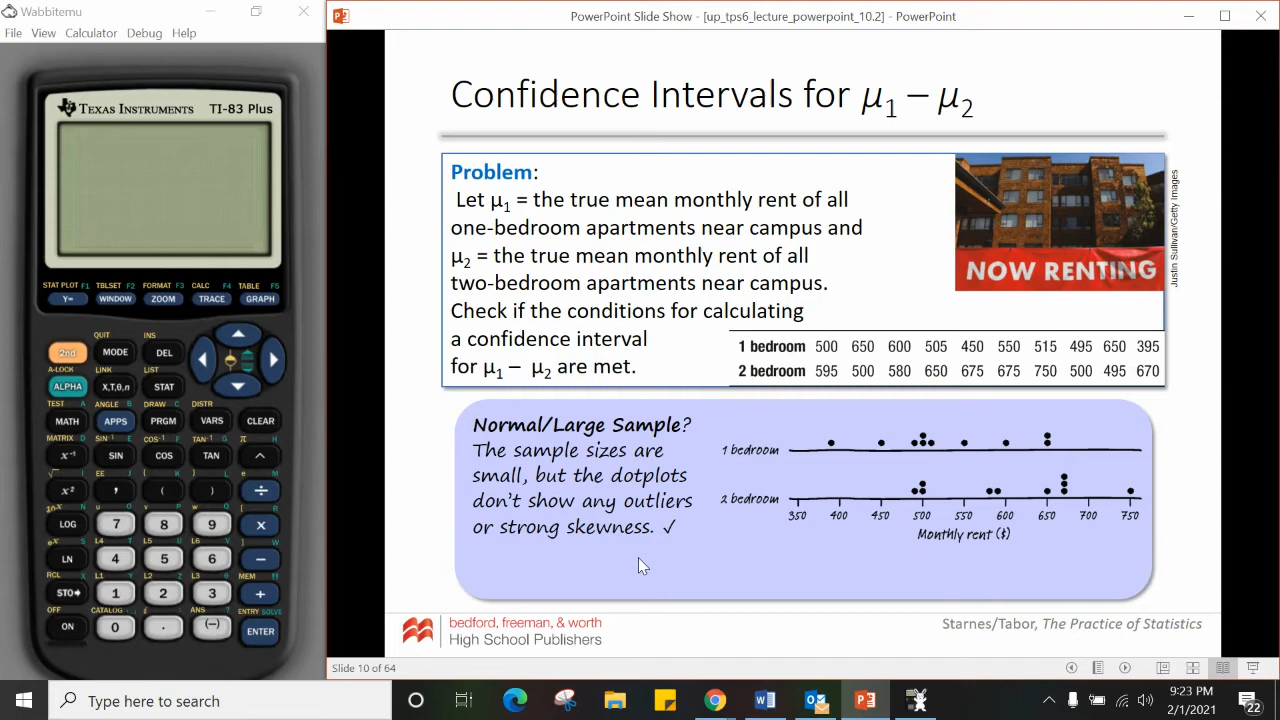 Wabbitemu
File View Calculator Debug Help
PowerPoint Slide Show - [up_tps6_lecture_powerpoint_10.2] - PowerPoint
TEXAS INSTRUMENTS TI-83 Plus
STAT PLOT F1 TBLSET F2 FORMAT F3 CALC F4 TABLE F5
Y= WINDOW ZOOM TRACE GRAPH
QUIT INS
2nd MODE DEL
A-LOCK LINK LIST
ALPHA X,T,θ,n STAT
TEST A ANGLE B DRAW C DISTR
MATH APPS PRGM VARS CLEAR
MATRIX D SIN⁻¹ E COS⁻¹ F TAN⁻¹ G π H
x⁻¹ SIN COS TAN ^
√ I EE J { K } L e M
x² , ( ) ÷
10ˣ N u O v P w Q [ R
LOG 7 8 9 ×
eˣ S L4 T L5 U L6 V ] W
LN 4 5 6 −
RCL X L1 Y L2 Z L3 θ MEM "
STO➔ 1 2 3 +
OFF CATALOG i : ANS ? ENTRY SOLVE
ON 0 . (−) ENTER
Confidence Intervals for μ₁ – μ₂
Problem:
Let μ₁ = the true mean monthly rent of all
one-bedroom apartments near campus and
μ₂ = the true mean monthly rent of all
two-bedroom apartments near campus.
Check if the conditions for calculating
a confidence interval
for μ₁ – μ₂ are met.
NOW RENTING
Justin Sullivan/Getty Images
1 bedroom 500 650 600 505 450 550 515 495 650 395
2 bedroom 595 500 580 650 675 675 750 500 495 670
Normal/Large Sample?
The sample sizes are
small, but the dotplots
don't show any outliers
or strong skewness. ✓
1 bedroom
2 bedroom
350 400 450 500 550 600 650 700 750
Monthly rent ($)
bedford, freeman, & worth
High School Publishers
Starnes/Tabor, The Practice of Statistics
Slide 10 of 64
Type here to search
9:23 PM
2/1/2021
22